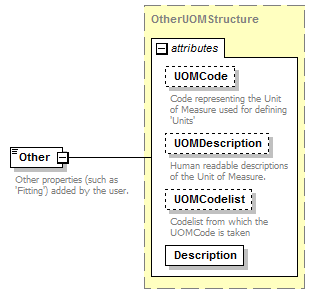 OtherUOMStructure
attributes
UOMCode
Code representing the Unit
of Measure used for defining
'Units'
UOMDescription
Human readable descriptions
of the Unit of Measure.
UOMCodelist
Codelist from which the
UOMCode is taken
Description
Other
Other properties (such as
'Fitting') added by the user.